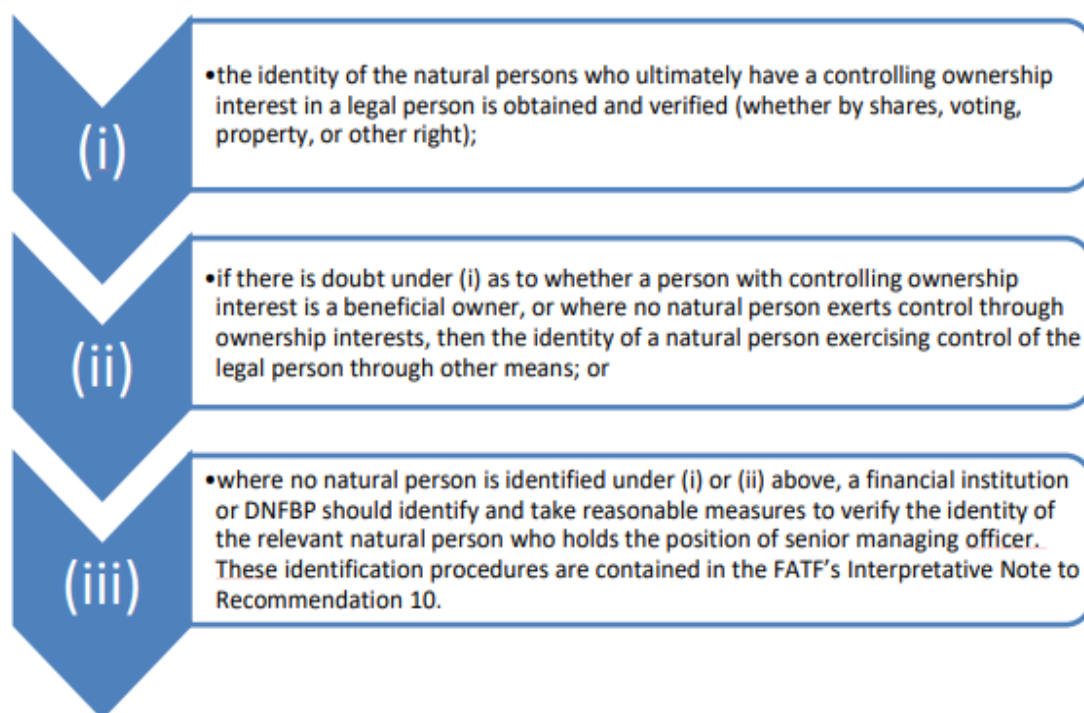 (i)
•the identity of the natural persons who ultimately have a controlling ownership
interest in a legal person is obtained and verified (whether by shares, voting,
property, or other right);
(ii)
•if there is doubt under (i) as to whether a person with controlling ownership
interest is a beneficial owner, or where no natural person exerts control through
ownership interests, then the identity of a natural person exercising control of the
legal person through other means; or
(iii)
•where no natural person is identified under (i) or (ii) above, a financial institution
or DNFBP should identify and take reasonable measures to verify the identity of
the relevant natural person who holds the position of senior managing officer.
These identification procedures are contained in the FATF's Interpretative Note to
Recommendation 10.